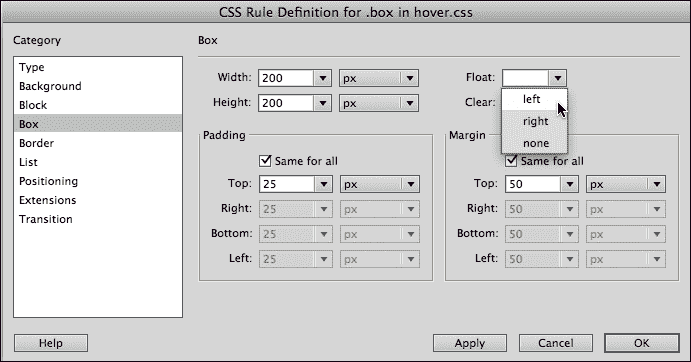 CSS Rule Definition for .box in hover.css
Category
Type
Background
Block
Box
Border
List
Positioning
Extensions
Transition
Box
Width: 200 px
Height: 200 px
Float:
Clear:
left
right
none
Padding
Same for all
Top: 25 px
Right: 25 px
Bottom: 25 px
Left: 25 px
Margin
Same for all
Top: 50 px
Right: 50 px
Bottom: 50 px
Left: 50 px
Help
Apply
Cancel
OK